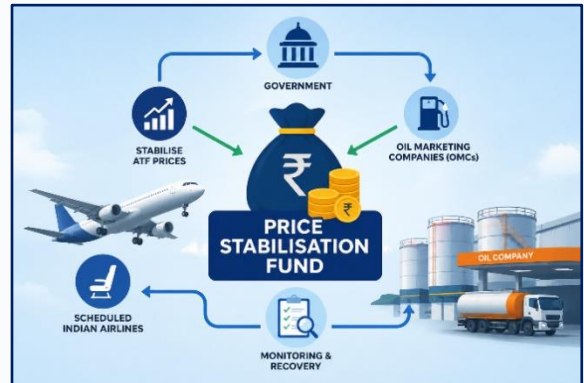 GOVERNMENT
STABILISE
ATF PRICES
OIL MARKETING
COMPANIES (OMCs)
₹
₹
PRICE
STABILISATION
FUND
OIL COMPANY
SCHEDULED
INDIAN AIRLINES
MONITORING &
RECOVERY